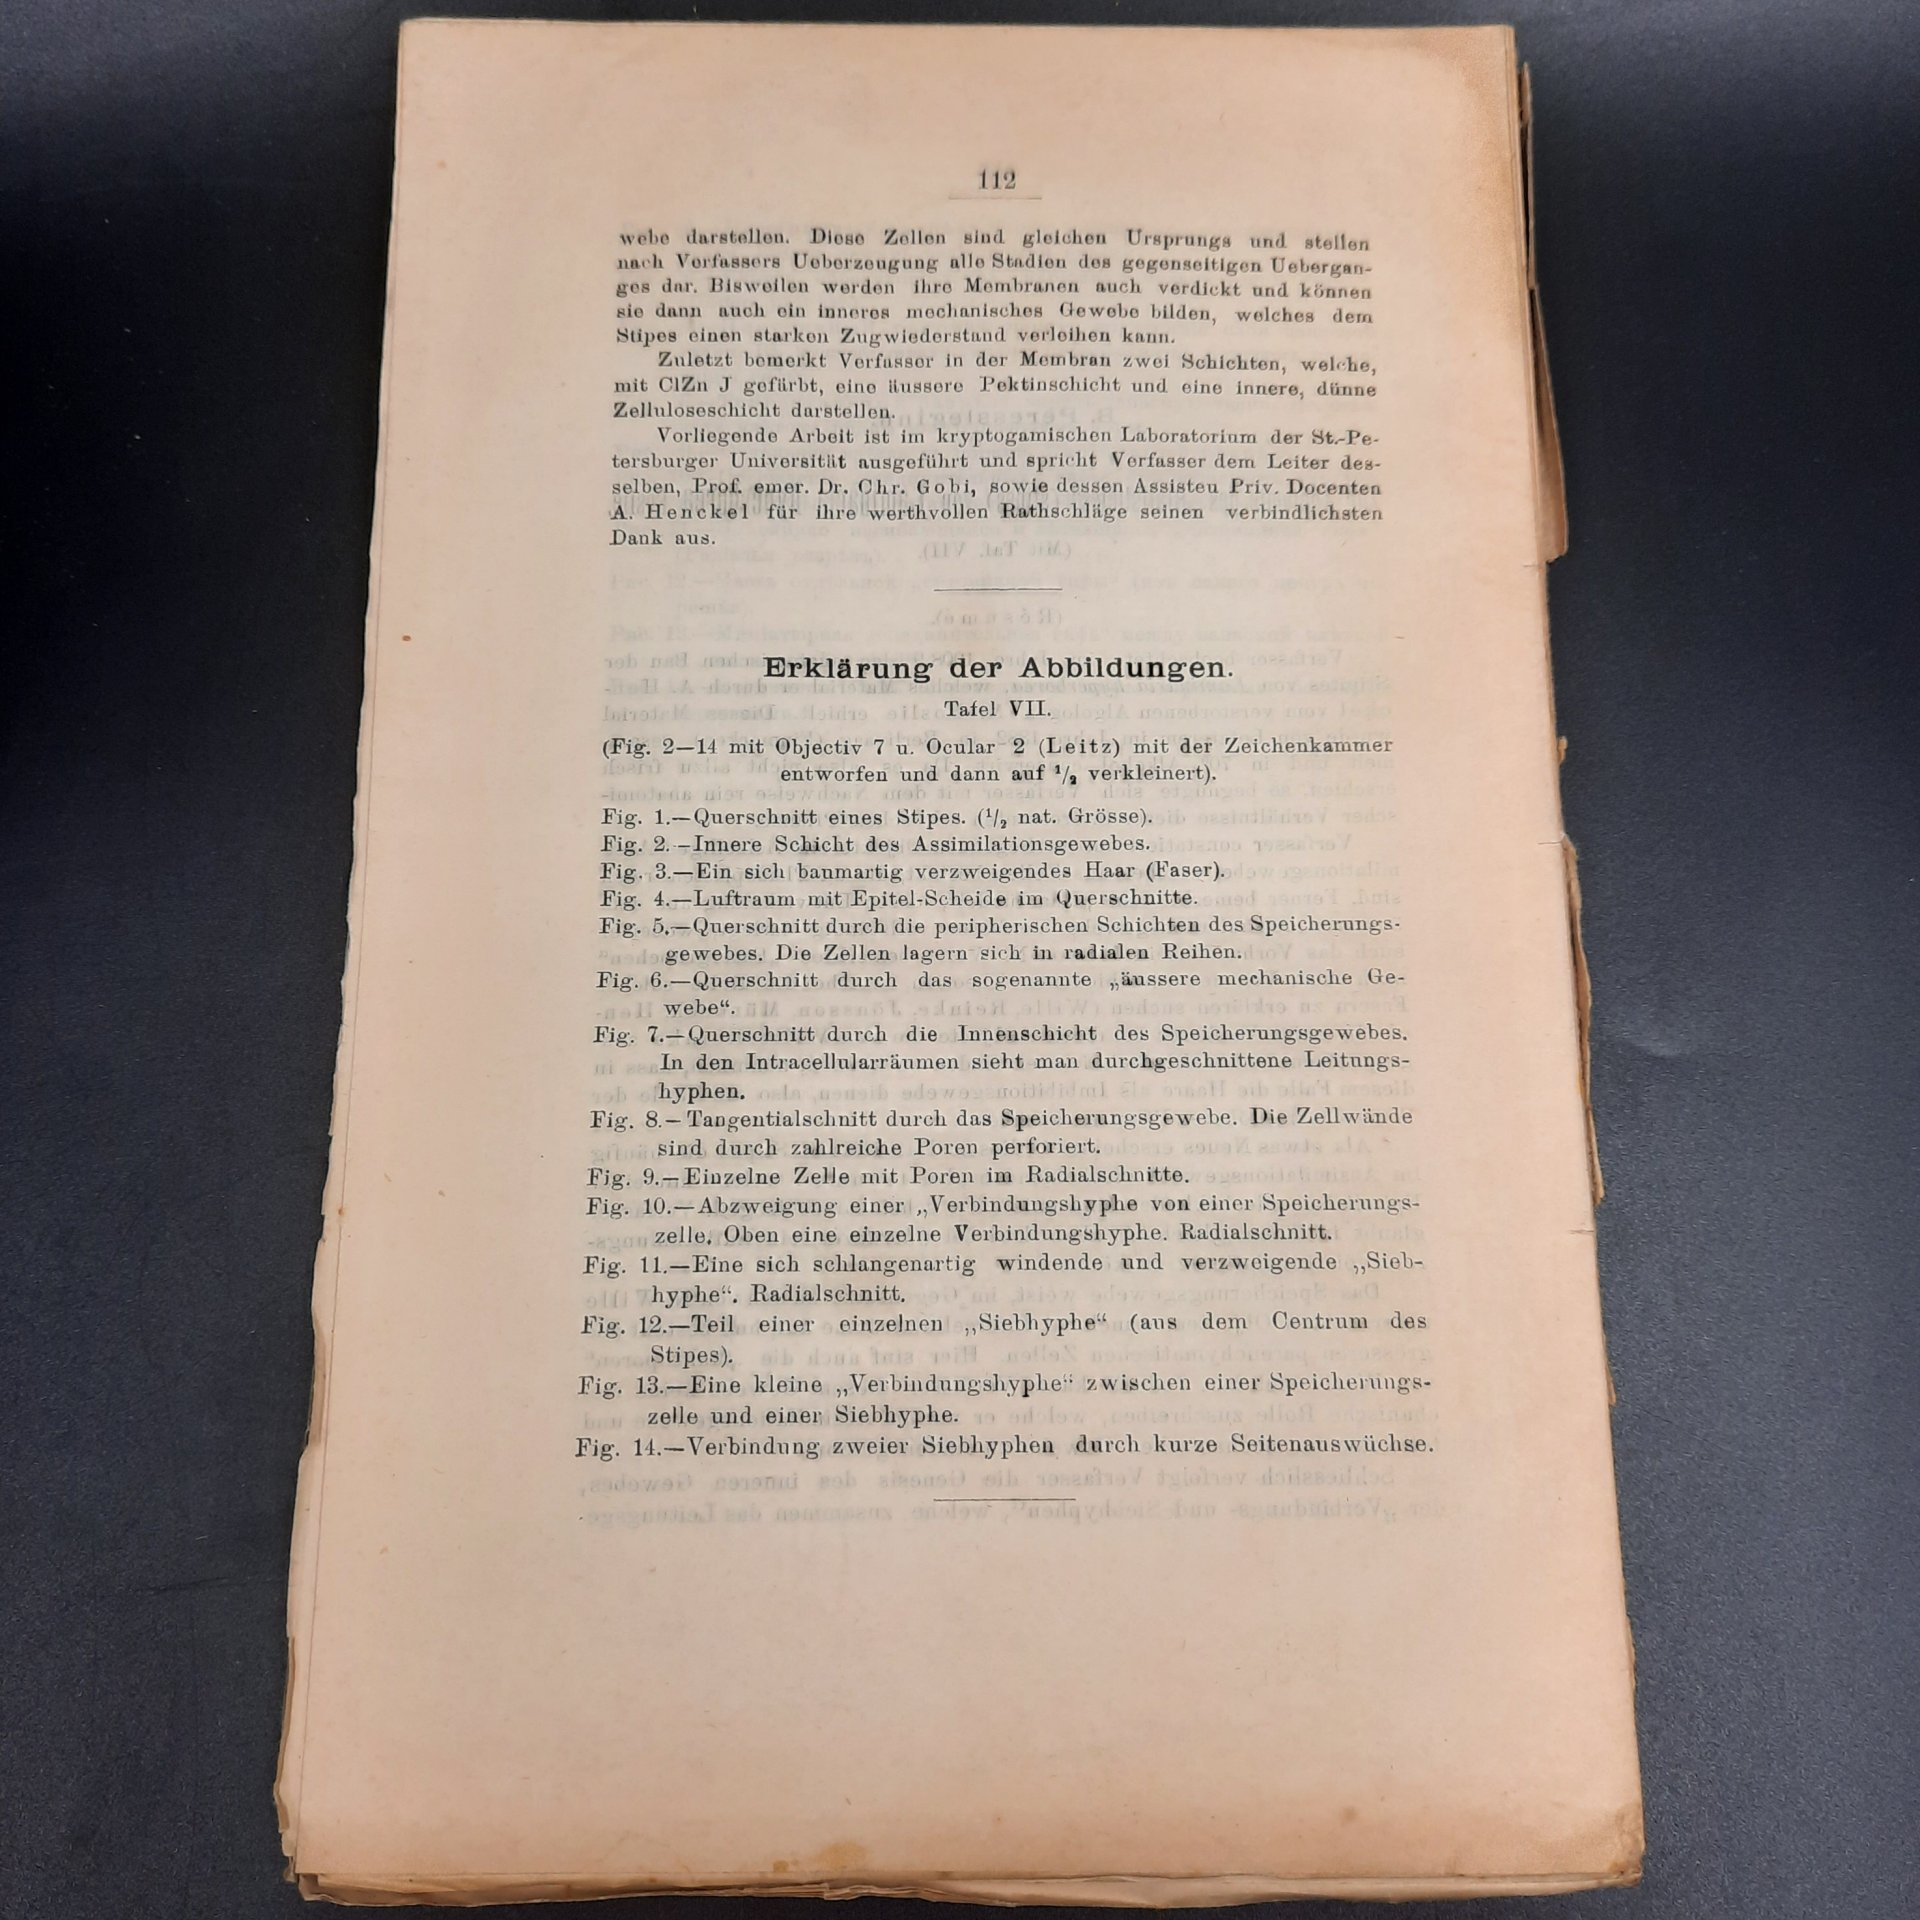 112
webe darstellen. Diese Zellen sind gleichen Ursprungs und stellen
nach Verfassers Ueberzeugung alle Stadien des gegenseitigen Uebergan-
ges dar. Bisweilen werden ihre Membranen auch verdickt und können
sie dann auch ein inneres mechanisches Gewebe bilden, welches dem
Stipes einen starken Zugwiederstand verleihen kann.
Zuletzt bemerkt Verfasser in der Membran zwei Schichten, welche,
mit ClZn J gefärbt, eine äussere Pektinschicht und eine innere, dünne
Zelluloseschicht darstellen.
Vorliegende Arbeit ist im kryptogamischen Laboratorium der St.-Pe-
tersburger Universität ausgeführt und spricht Verfasser dem Leiter des-
selben, Prof. emer. Dr. Chr. Gobi, sowie dessen Assisteu Priv. Docenten
A. Henckel für ihre werthvollen Rathschläge seinen verbindlichsten
Dank aus.
Erklärung der Abbildungen.
Tafel VII.
(Fig. 2—14 mit Objectiv 7 u. Ocular 2 (Leitz) mit der Zeichenkammer
entworfen und dann auf 1/2 verkleinert).
Fig. 1.—Querschnitt eines Stipes. (1/2 nat. Grösse).
Fig. 2.—Innere Schicht des Assimilationsgewebes.
Fig. 3.—Ein sich baumartig verzweigendes Haar (Faser).
Fig. 4.—Luftraum mit Epitel-Scheide im Querschnitte.
Fig. 5.—Querschnitt durch die peripherischen Schichten des Speicherungs-
gewebes. Die Zellen lagern sich in radialen Reihen.
Fig. 6.—Querschnitt durch das sogenannte „äussere mechanische Ge-
webe“.
Fig. 7.—Querschnitt durch die Innenschicht des Speicherungsgewebes.
In den Intracellularräumen sieht man durchgeschnittene Leitungs-
hyphen.
Fig. 8.—Tangentialschnitt durch das Speicherungsgewebe. Die Zellwände
sind durch zahlreiche Poren perforiert.
Fig. 9.—Einzelne Zelle mit Poren im Radialschnitte.
Fig. 10.—Abzweigung einer „Verbindungshyphe von einer Speicherungs-
zelle. Oben eine einzelne Verbindungshyphe. Radialschnitt.
Fig. 11.—Eine sich schlangenartig windende und verzweigende „Sieb-
hyphe“. Radialschnitt.
Fig. 12.—Teil einer einzelnen „Siebhyphe“ (aus dem Centrum des
Stipes).
Fig. 13.—Eine kleine „Verbindungshyphe“ zwischen einer Speicherungs-
zelle und einer Siebhyphe.
Fig. 14.—Verbindung zweier Siebhyphen durch kurze Seitenauswüchse.